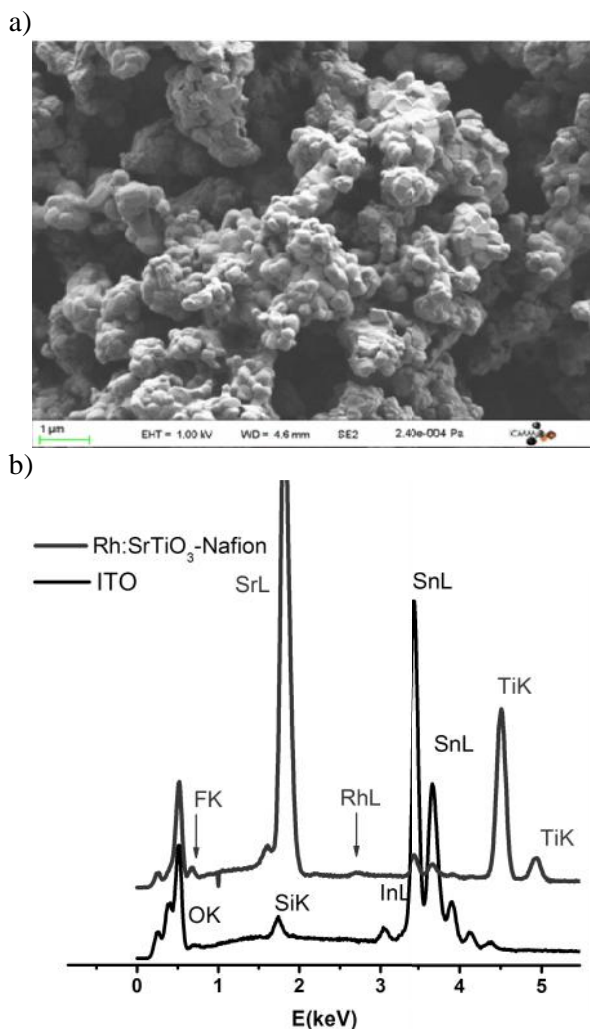 a)
1 µm
EHT = 1.00 kV WD = 4.6 mm SE2 2.40e-004 Pa
b)
Rh:SrTiO₃-Nafion
ITO
SrL
SnL
TiK
SnL
FK
RhL
TiK
OK
SiK
InL
0 1 2 3 4 5
E(keV)